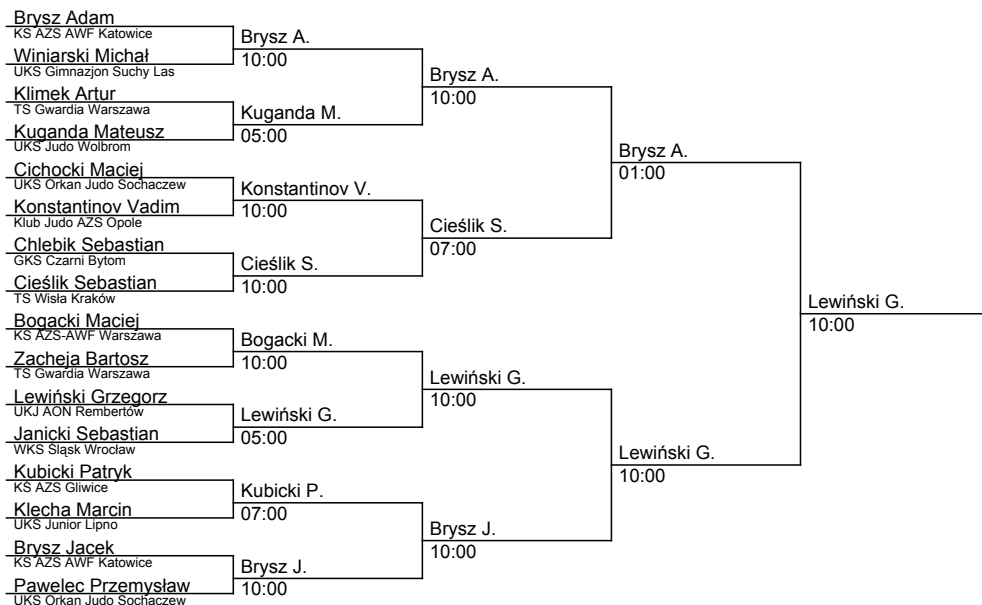 Brysz Adam
KS AZS AWF Katowice
Winiarski Michał
UKS Gimnazjon Suchy Las
Klimek Artur
TS Gwardia Warszawa
Kuganda Mateusz
UKS Judo Wolbrom
Cichocki Maciej
UKS Orkan Judo Sochaczew
Konstantinov Vadim
Klub Judo AZS Opole
Chlebik Sebastian
GKS Czarni Bytom
Cieślik Sebastian
TS Wisła Kraków
Bogacki Maciej
KS AZS-AWF Warszawa
Zacheja Bartosz
TS Gwardia Warszawa
Lewiński Grzegorz
UKJ AON Rembertów
Janicki Sebastian
WKS Śląsk Wrocław
Kubicki Patryk
KS AZS Gliwice
Klecha Marcin
UKS Junior Lipno
Brysz Jacek
KS AZS AWF Katowice
Pawelec Przemysław
UKS Orkan Judo Sochaczew
Brysz A.
10:00
Kuganda M.
05:00
Konstantinov V.
10:00
Cieślik S.
10:00
Bogacki M.
10:00
Lewiński G.
05:00
Kubicki P.
07:00
Brysz J.
10:00
Brysz A.
10:00
Cieślik S.
07:00
Lewiński G.
10:00
Brysz J.
10:00
Brysz A.
01:00
Lewiński G.
10:00
Lewiński G.
10:00